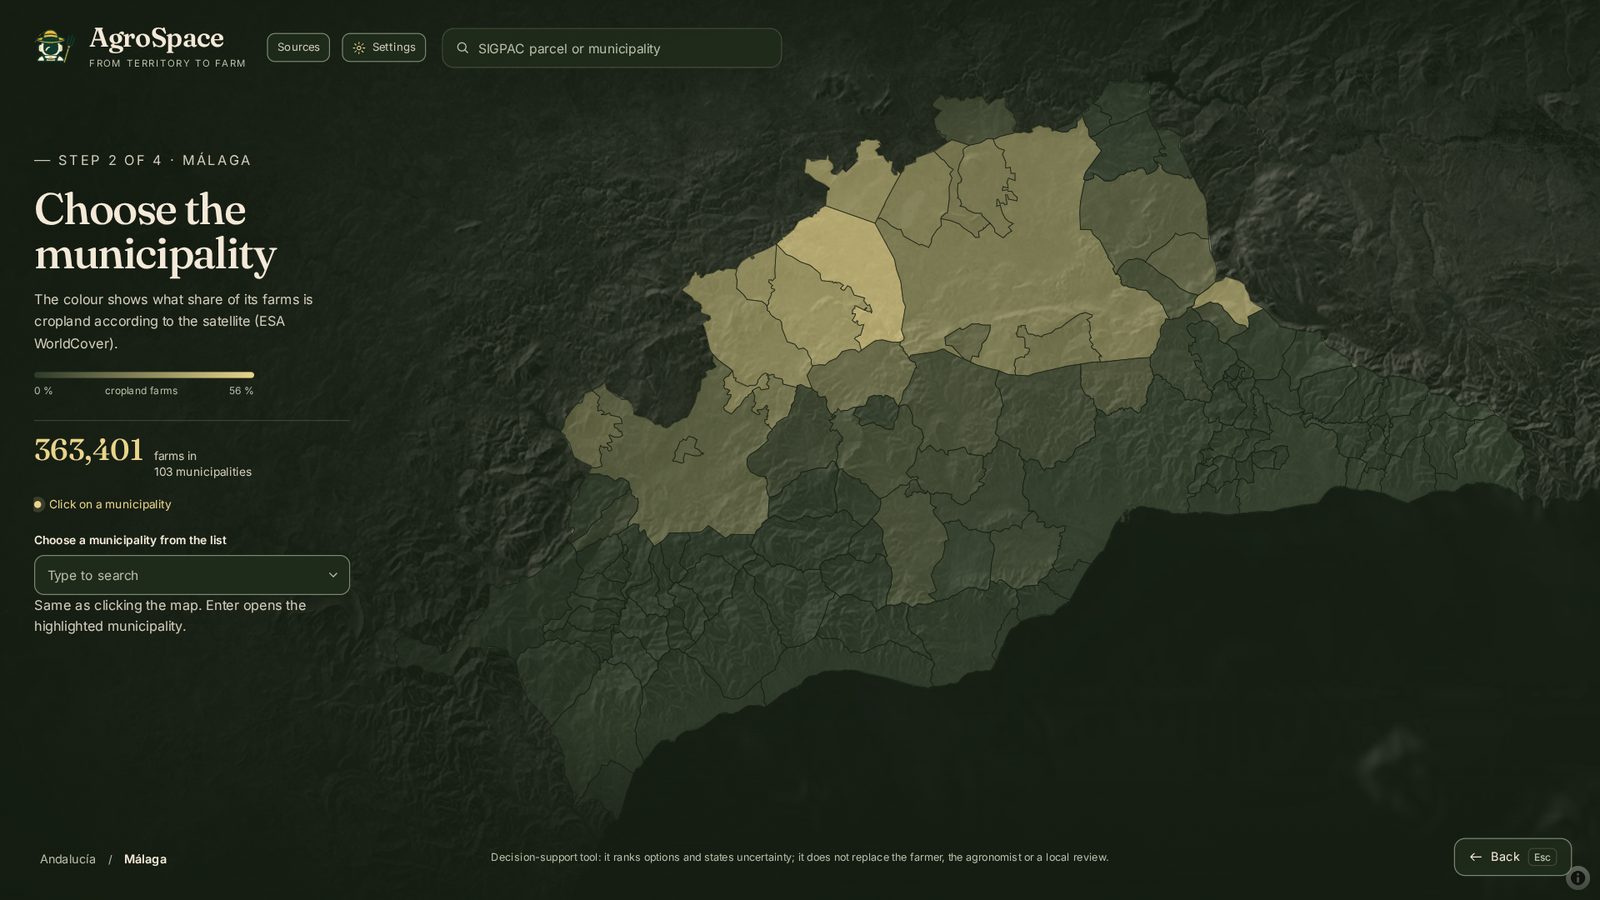 AgroSpace
FROM TERRITORY TO FARM
Sources
Settings
SIGPAC parcel or municipality
— STEP 2 OF 4 · MÁLAGA
Choose the
municipality
The colour shows what share of its farms is
cropland according to the satellite (ESA
WorldCover).
0 % cropland farms 56 %
363,401 farms in
103 municipalities
Click on a municipality
Choose a municipality from the list
Type to search
Same as clicking the map. Enter opens the
highlighted municipality.
Andalucía / Málaga
Decision-support tool: it ranks options and states uncertainty; it does not replace the farmer, the agronomist or a local review.
← Back Esc